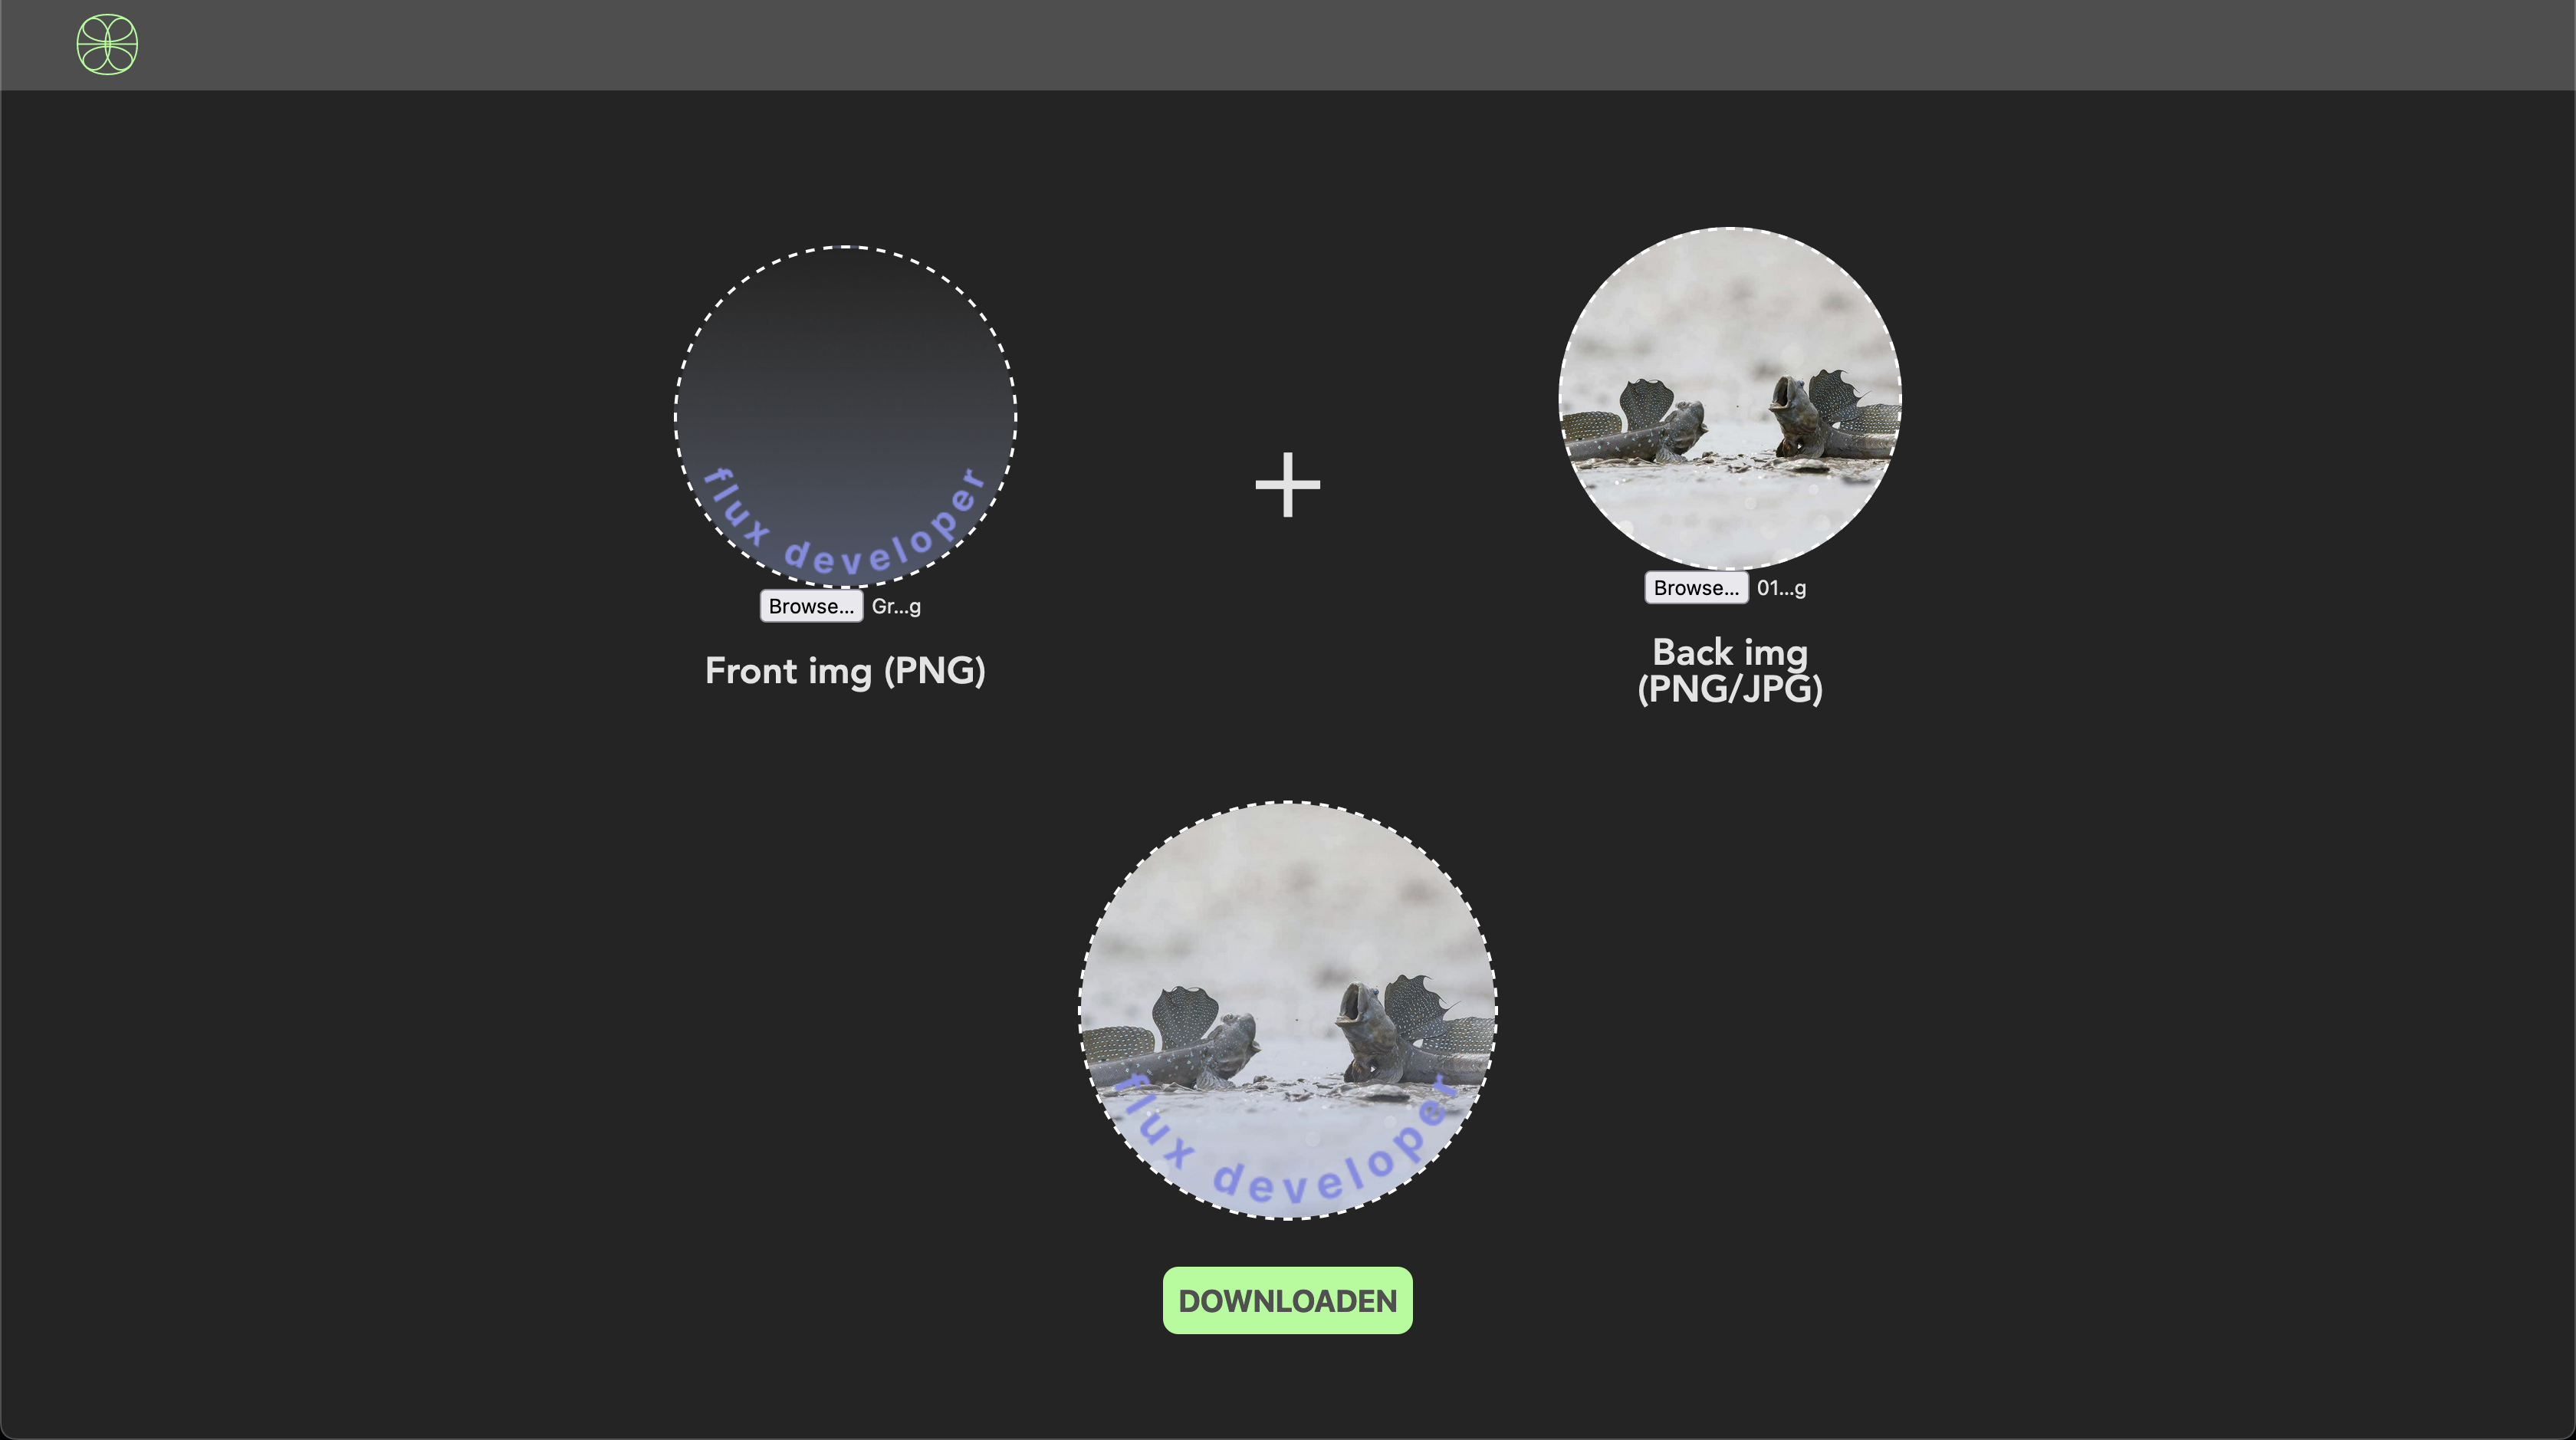 flux developer
Browse... Gr...g
Front img (PNG)
Browse... 01...g
Back img
(PNG/JPG)
flux developer
DOWNLOADEN